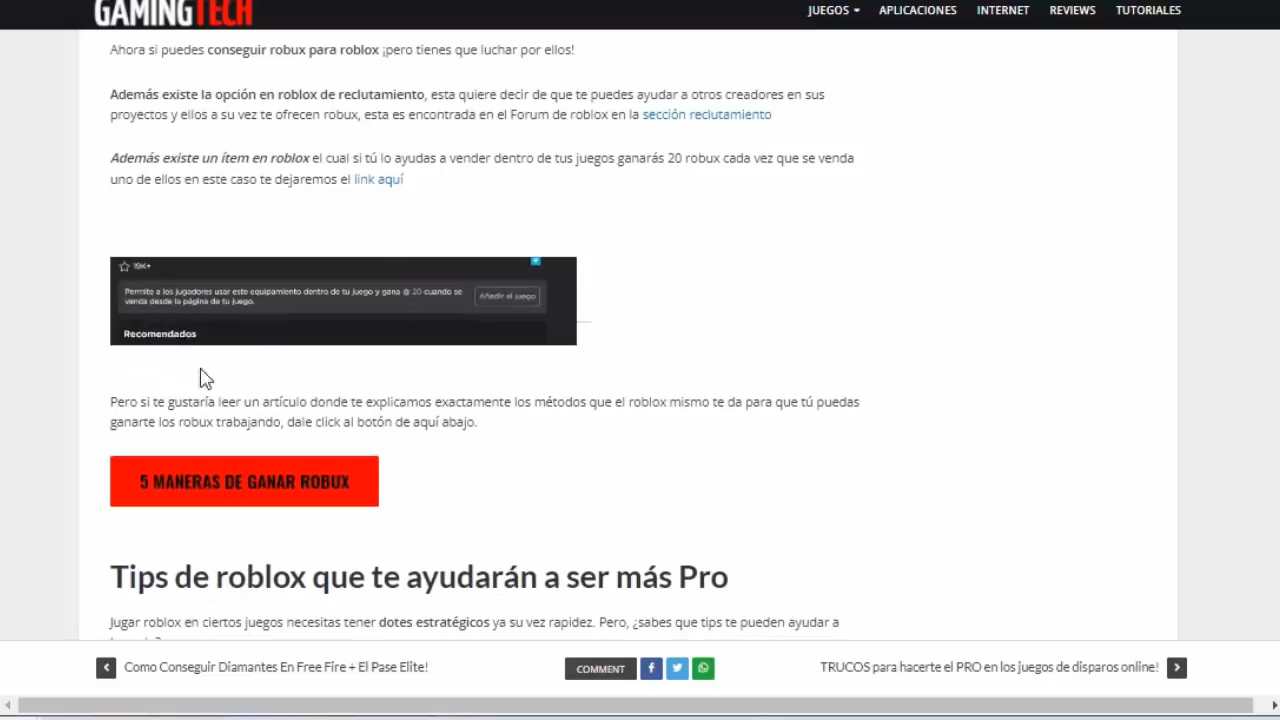 GAMINGTECH
JUEGOS APLICACIONES INTERNET REVIEWS TUTORIALES
Ahora si puedes conseguir robux para roblox ¡pero tienes que luchar por ellos!
Además existe la opción en roblox de reclutamiento, esta quiere decir de que te puedes ayudar a otros creadores en sus
proyectos y ellos a su vez te ofrecen robux, esta es encontrada en el Forum de roblox en la sección reclutamiento
Además existe un ítem en roblox el cual si tú lo ayudas a vender dentro de tus juegos ganarás 20 robux cada vez que se venda
uno de ellos en este caso te dejaremos el link aquí
19K+
Permite a los jugadores usar este equipamiento dentro de tu juego y gana 20 cuando se
venda desde la página de tu juego.
Añadir al juego
Recomendados
Pero si te gustaría leer un artículo donde te explicamos exactamente los métodos que el roblox mismo te da para que tú puedas
ganarte los robux trabajando, dale click al botón de aquí abajo.
5 MANERAS DE GANAR ROBUX
Tips de roblox que te ayudarán a ser más Pro
Jugar roblox en ciertos juegos necesitas tener dotes estratégicos ya su vez rapidez. Pero, ¿sabes que tips te pueden ayudar a
Como Conseguir Diamantes En Free Fire + El Pase Elite!
COMMENT
TRUCOS para hacerte el PRO en los juegos de disparos online!